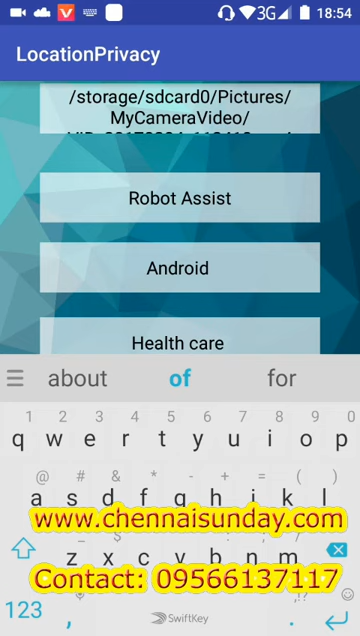 3G 18:54
LocationPrivacy
/storage/sdcard0/Pictures/
MyCameraVideo/
Robot Assist
Android
Health care
about of for
1 2 3 4 5 6 7 8 9 0
q w e r t y u i o p
@ # & * - + = ( )
a s d f g h j k l
www.chennaisunday.com
z x c v b n m
Contact: 09566137117
123 , SwiftKey .